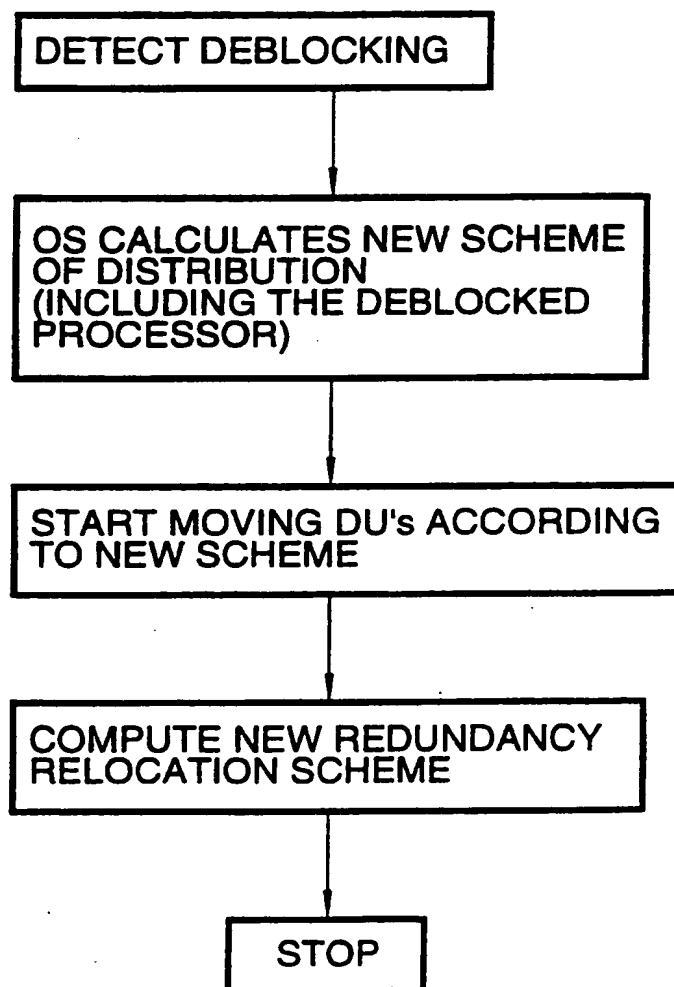 DETECT DEBLOCKING
OS CALCULATES NEW SCHEME
OF DISTRIBUTION
(INCLUDING THE DEBLOCKED
PROCESSOR)
START MOVING DU's ACCORDING
TO NEW SCHEME
COMPUTE NEW REDUNDANCY
RELOCATION SCHEME
STOP